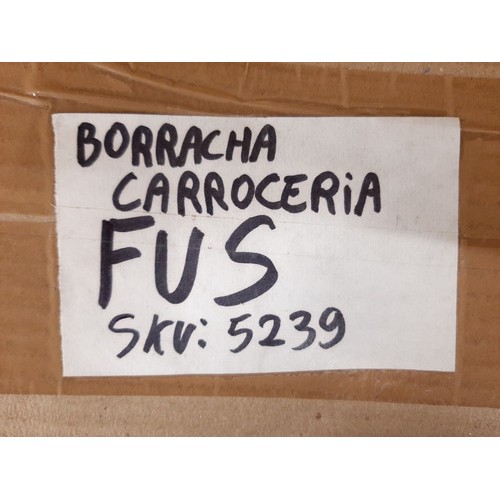 BORRACHA
CARROCERiA
FUS
SKU: 5239